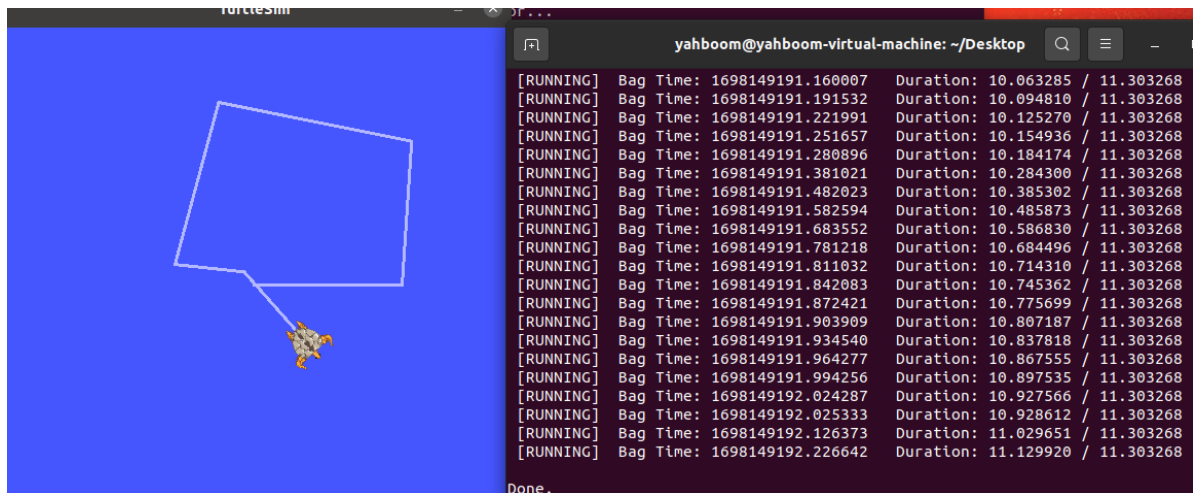 TurtleSim
or...
yahboom@yahboom-virtual-machine: ~/Desktop
[RUNNING] Bag Time: 1698149191.160007 Duration: 10.063285 / 11.303268
[RUNNING] Bag Time: 1698149191.191532 Duration: 10.094810 / 11.303268
[RUNNING] Bag Time: 1698149191.221991 Duration: 10.125270 / 11.303268
[RUNNING] Bag Time: 1698149191.251657 Duration: 10.154936 / 11.303268
[RUNNING] Bag Time: 1698149191.280896 Duration: 10.184174 / 11.303268
[RUNNING] Bag Time: 1698149191.381021 Duration: 10.284300 / 11.303268
[RUNNING] Bag Time: 1698149191.482023 Duration: 10.385302 / 11.303268
[RUNNING] Bag Time: 1698149191.582594 Duration: 10.485873 / 11.303268
[RUNNING] Bag Time: 1698149191.683552 Duration: 10.586830 / 11.303268
[RUNNING] Bag Time: 1698149191.781218 Duration: 10.684496 / 11.303268
[RUNNING] Bag Time: 1698149191.811032 Duration: 10.714310 / 11.303268
[RUNNING] Bag Time: 1698149191.842083 Duration: 10.745362 / 11.303268
[RUNNING] Bag Time: 1698149191.872421 Duration: 10.775699 / 11.303268
[RUNNING] Bag Time: 1698149191.903909 Duration: 10.807187 / 11.303268
[RUNNING] Bag Time: 1698149191.934540 Duration: 10.837818 / 11.303268
[RUNNING] Bag Time: 1698149191.964277 Duration: 10.867555 / 11.303268
[RUNNING] Bag Time: 1698149191.994256 Duration: 10.897535 / 11.303268
[RUNNING] Bag Time: 1698149192.024287 Duration: 10.927566 / 11.303268
[RUNNING] Bag Time: 1698149192.025333 Duration: 10.928612 / 11.303268
[RUNNING] Bag Time: 1698149192.126373 Duration: 11.029651 / 11.303268
[RUNNING] Bag Time: 1698149192.226642 Duration: 11.129920 / 11.303268
Done.